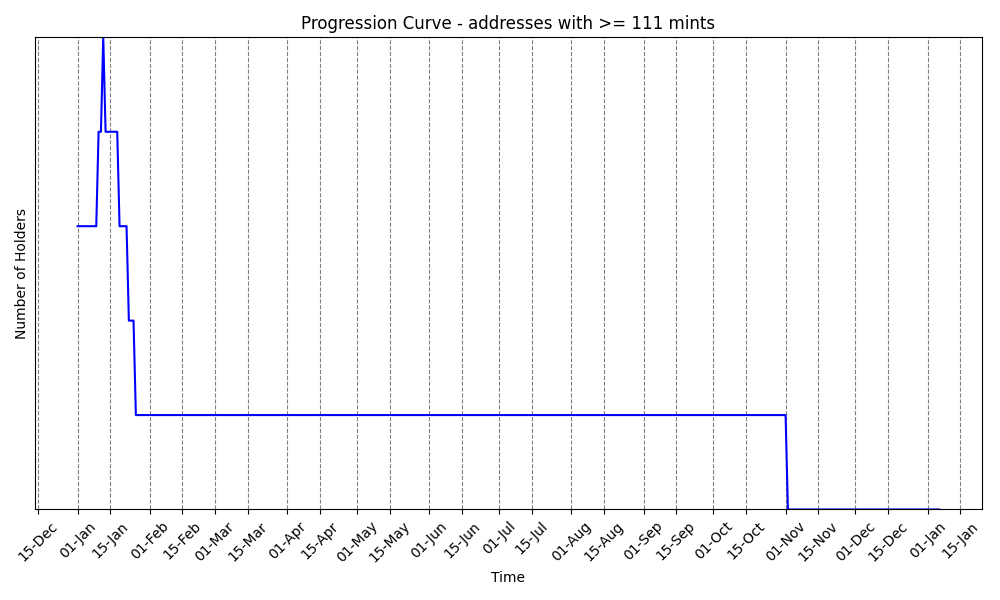 Progression Curve - addresses with >= 111 mints
Number of Holders
15-Dec
01-Jan
15-Jan
01-Feb
15-Feb
01-Mar
15-Mar
01-Apr
15-Apr
01-May
15-May
01-Jun
15-Jun
01-Jul
15-Jul
01-Aug
15-Aug
01-Sep
15-Sep
01-Oct
15-Oct
01-Nov
15-Nov
01-Dec
15-Dec
01-Jan
15-Jan
Time